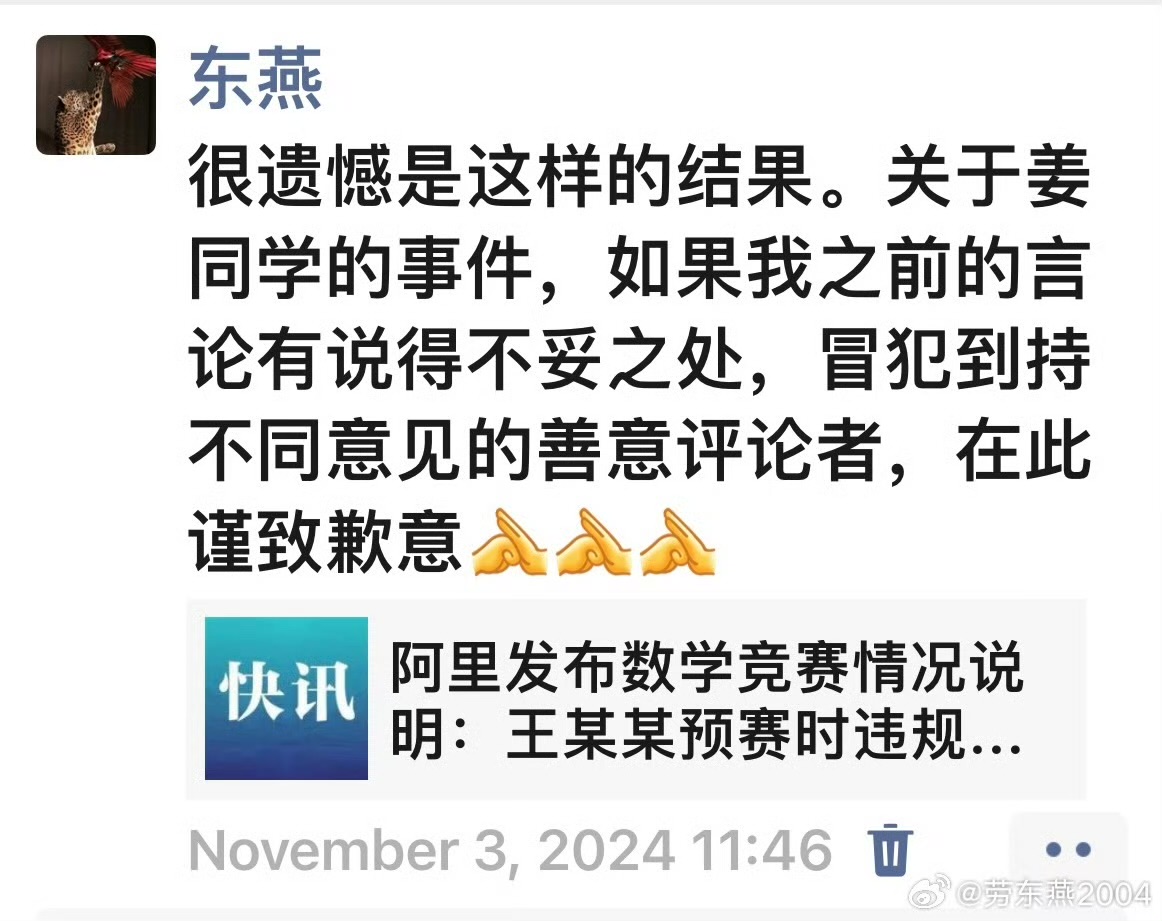 东燕
很遗憾是这样的结果。关于姜
同学的事件，如果我之前的言
论有说得不妥之处，冒犯到持
不同意见的善意评论者，在此
谨致歉意
快讯
阿里发布数学竞赛情况说
明：王某某预赛时违规...
November 3, 2024 11:46
@劳东燕2004